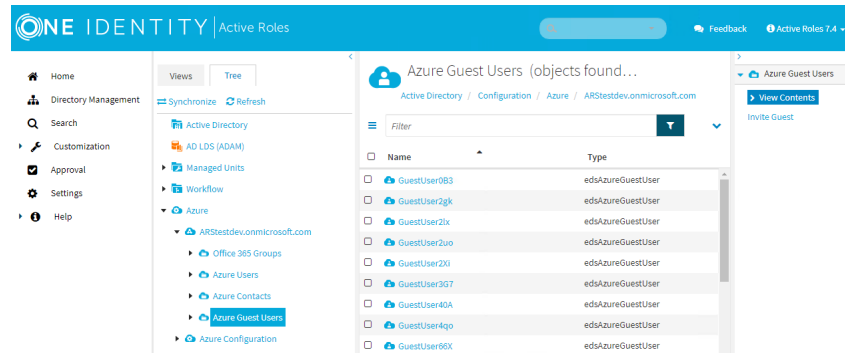 ONE IDENTITY Active Roles
Feedback
Active Roles 7.4
Home
Directory Management
Search
Customization
Approval
Settings
Help
Views Tree
Synchronize Refresh
Active Directory
AD LDS (ADAM)
Managed Units
Workflow
Azure
ARStestdev.onmicrosoft.com
Office 365 Groups
Azure Users
Azure Contacts
Azure Guest Users
Azure Configuration
Azure Guest Users (objects found...
Active Directory / Configuration / Azure / ARStestdev.onmicrosoft.com
Filter
Name Type
GuestUser0B3 edsAzureGuestUser
GuestUser2gk edsAzureGuestUser
GuestUser2lx edsAzureGuestUser
GuestUser2uo edsAzureGuestUser
GuestUser2Xi edsAzureGuestUser
GuestUser3G7 edsAzureGuestUser
GuestUser40A edsAzureGuestUser
GuestUser4qo edsAzureGuestUser
GuestUser66X edsAzureGuestUser
Azure Guest Users
View Contents
Invite Guest